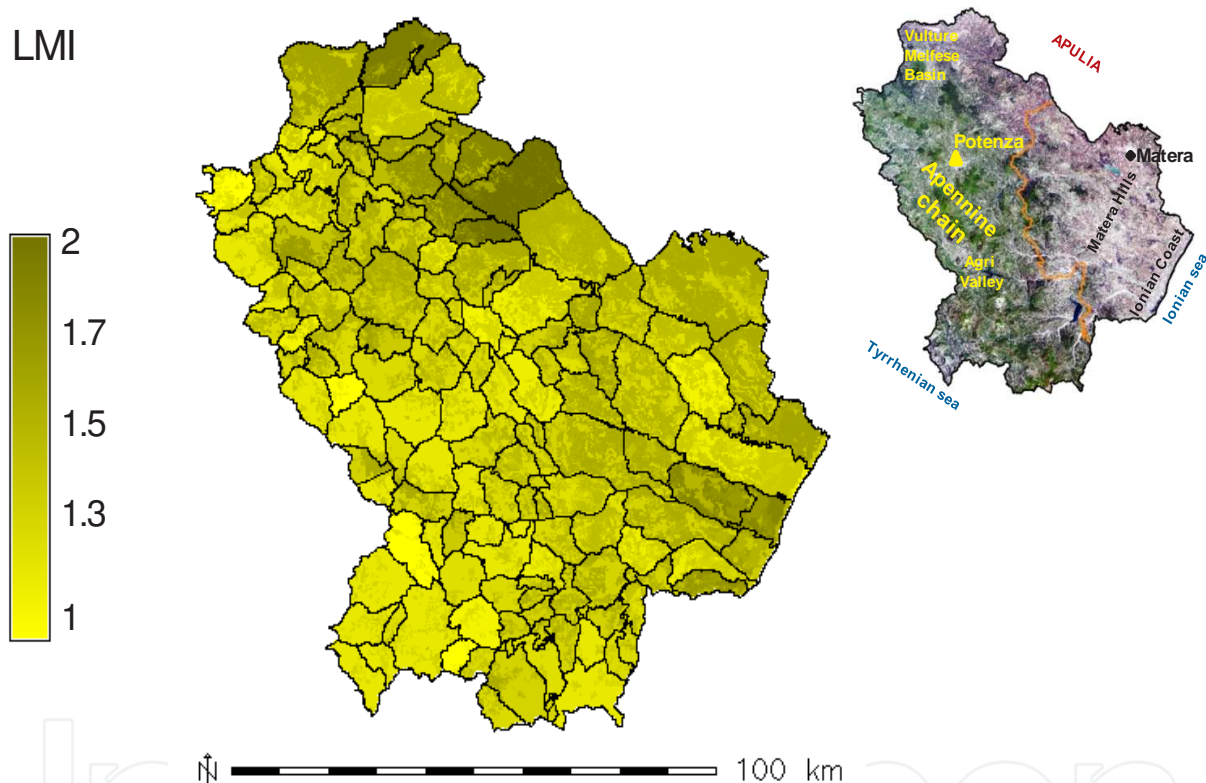 LMI
2
1.7
1.5
1.3
1
Vulture
Melfese
Basin
APULIA
Potenza
Matera
Apennine
chain
Matera Hills
Agri
Valley
Ionian Coast
Ionian sea
Tyrrhenian sea
N
100 km